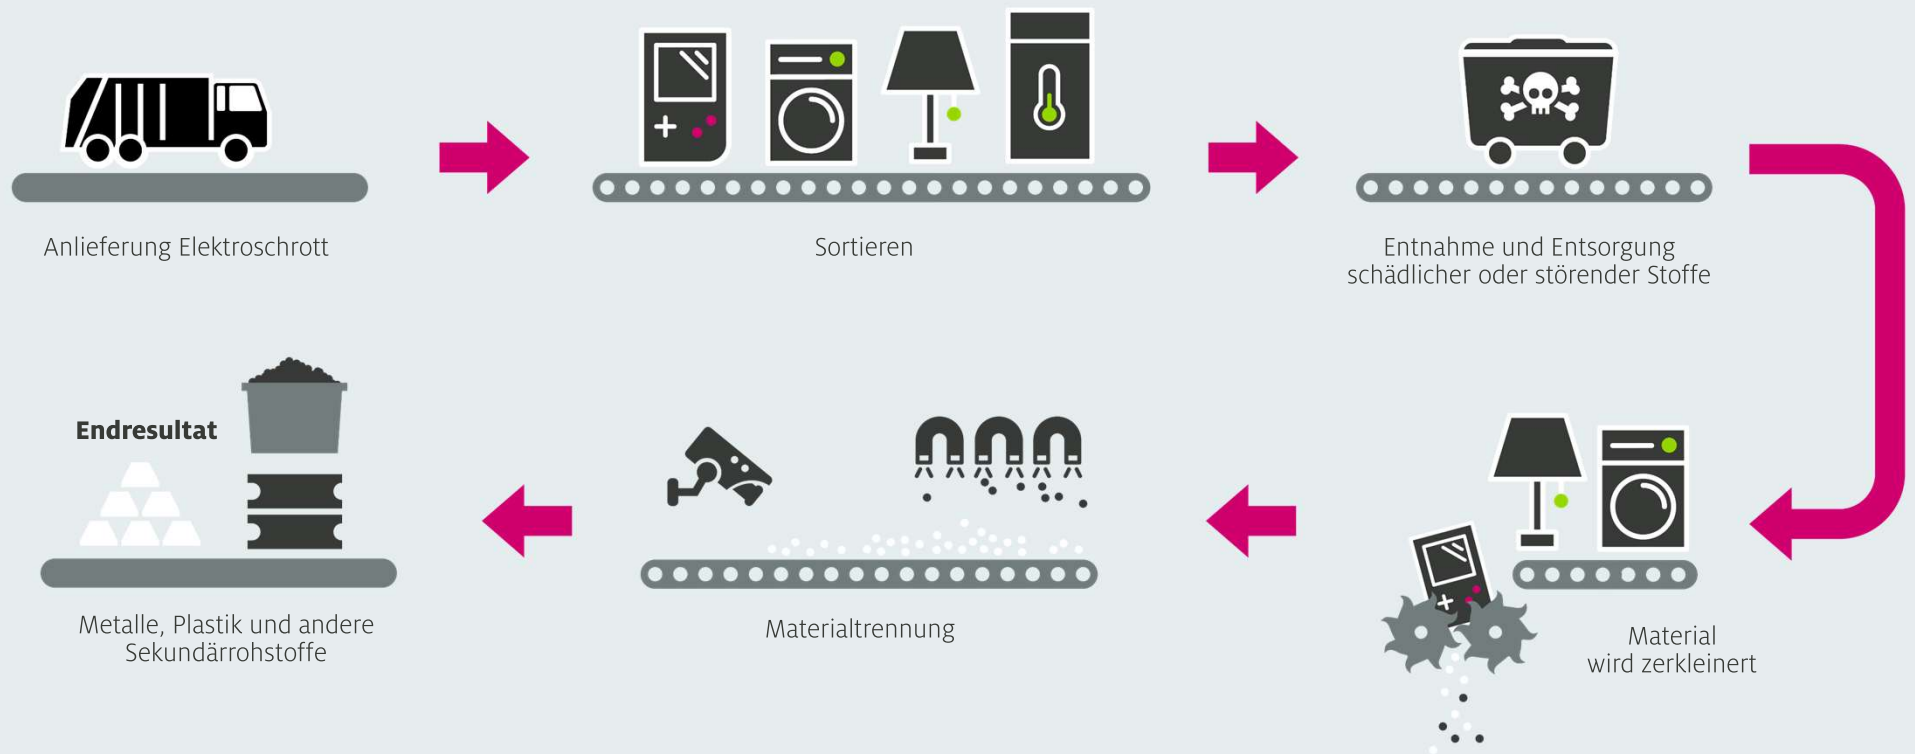 Anlieferung Elektroschrott
Sortieren
Entnahme und Entsorgung
schädlicher oder störender Stoffe
Material
wird zerkleinert
Materialtrennung
Endresultat
Metalle, Plastik und andere
Sekundärrohstoffe